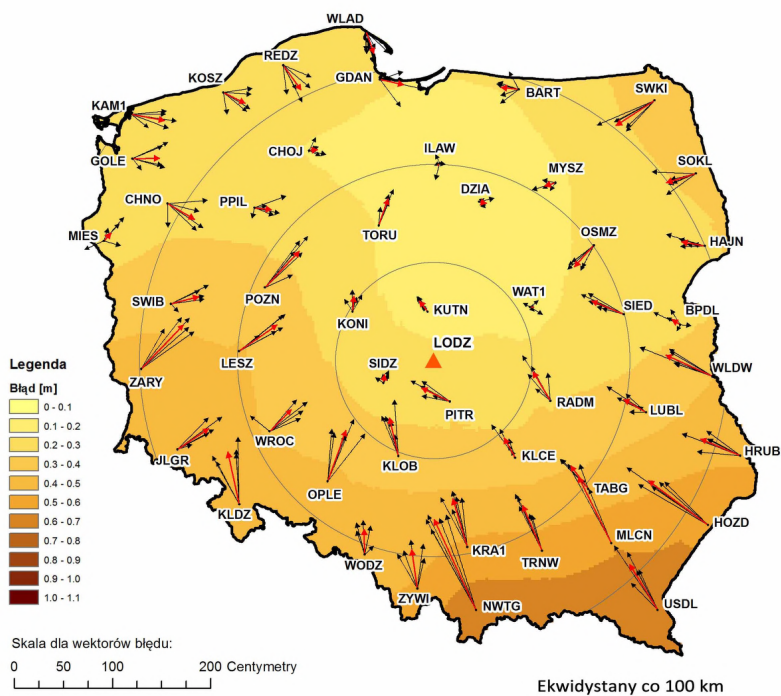 WLAD
REDZ
KOSZ
GDAN
BART
SWKI
KAM1
CHOJ
ILAW
GOLE
MYSZ
SOKL
CHNO
PPIL
DZIA
TORU
OSMZ
MIES
HAJN
SWIB
POZN
KONI
KUTN
WAT1
SIED
BPDL
LODZ
Legenda
LESZ
SIDZ
WLDW
Błąd [m]
ZARY
PITR
RADM
LUBL
0 - 0.1
0.1 - 0.2
0.2 - 0.3
0.3 - 0.4
0.4 - 0.5
0.5 - 0.6
0.6 - 0.7
0.7 - 0.8
0.8 - 0.9
0.9 - 1.0
1.0 - 1.1
WROC
JLGR
KLOB
KLCE
HRUB
OPLE
TABG
KLDZ
HOZD
MLCN
KRA1
TRNW
WODZ
ZYWI
NWTG
USDL
Skala dla wektorów błędu:
0 50 100 200 Centymetry
Ekwidystany co 100 km